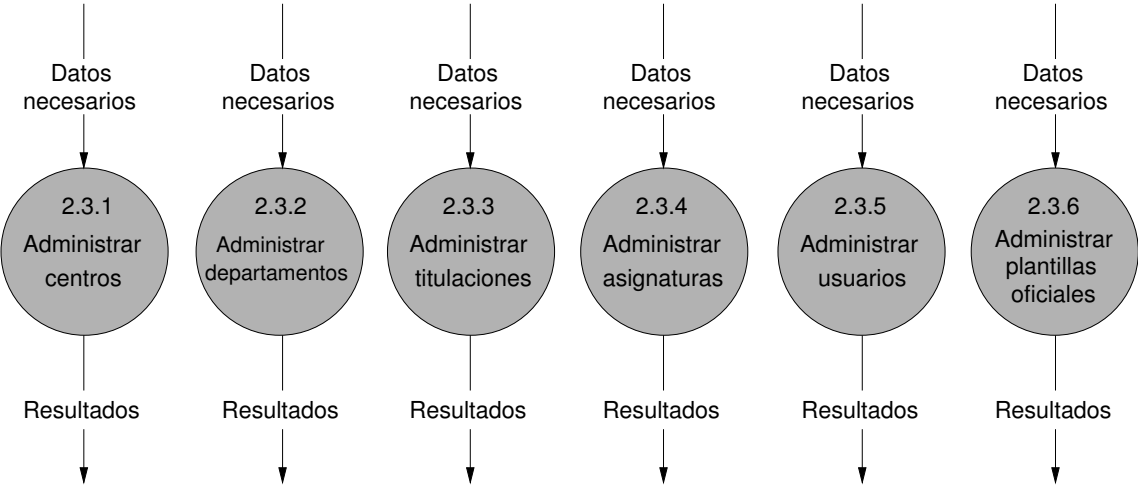 Datos
necesarios
Datos
necesarios
Datos
necesarios
Datos
necesarios
Datos
necesarios
Datos
necesarios
2.3.1
Administrar
centros
2.3.2
Administrar
departamentos
2.3.3
Administrar
titulaciones
2.3.4
Administrar
asignaturas
2.3.5
Administrar
usuarios
2.3.6
Administrar
plantillas
oficiales
Resultados
Resultados
Resultados
Resultados
Resultados
Resultados